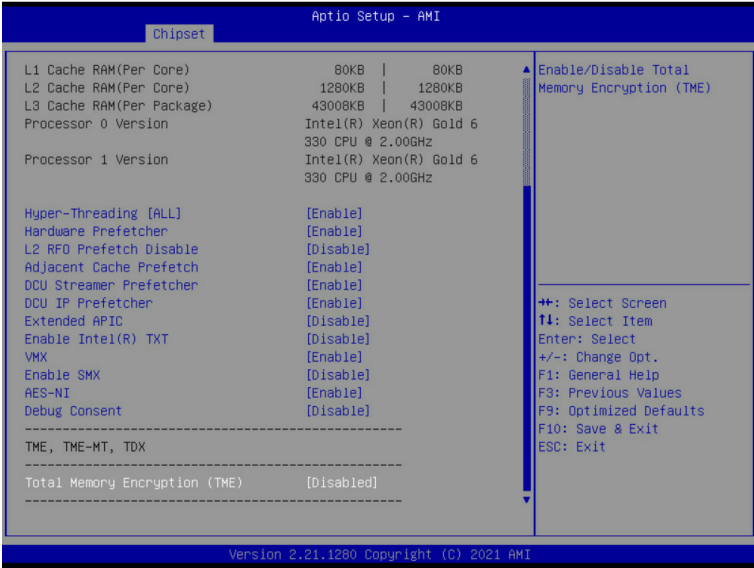 Aptio Setup – AMI
Chipset
L1 Cache RAM(Per Core) 80KB | 80KB
L2 Cache RAM(Per Core) 1280KB | 1280KB
L3 Cache RAM(Per Package) 43008KB | 43008KB
Processor 0 Version Intel(R) Xeon(R) Gold 6
330 CPU @ 2.00GHz
Processor 1 Version Intel(R) Xeon(R) Gold 6
330 CPU @ 2.00GHz
Hyper-Threading [ALL] [Enable]
Hardware Prefetcher [Enable]
L2 RFO Prefetch Disable [Disable]
Adjacent Cache Prefetch [Enable]
DCU Streamer Prefetcher [Enable]
DCU IP Prefetcher [Enable]
Extended APIC [Disable]
Enable Intel(R) TXT [Disable]
VMX [Enable]
Enable SMX [Disable]
AES-NI [Enable]
Debug Consent [Disable]
------------------------------------------------
TME, TME-MT, TDX
------------------------------------------------
Total Memory Encryption (TME) [Disabled]
------------------------------------------------
Enable/Disable Total
Memory Encryption (TME)
→←: Select Screen
↑↓: Select Item
Enter: Select
+/-: Change Opt.
F1: General Help
F3: Previous Values
F9: Optimized Defaults
F10: Save & Exit
ESC: Exit
Version 2.21.1280 Copyright (C) 2021 AMI